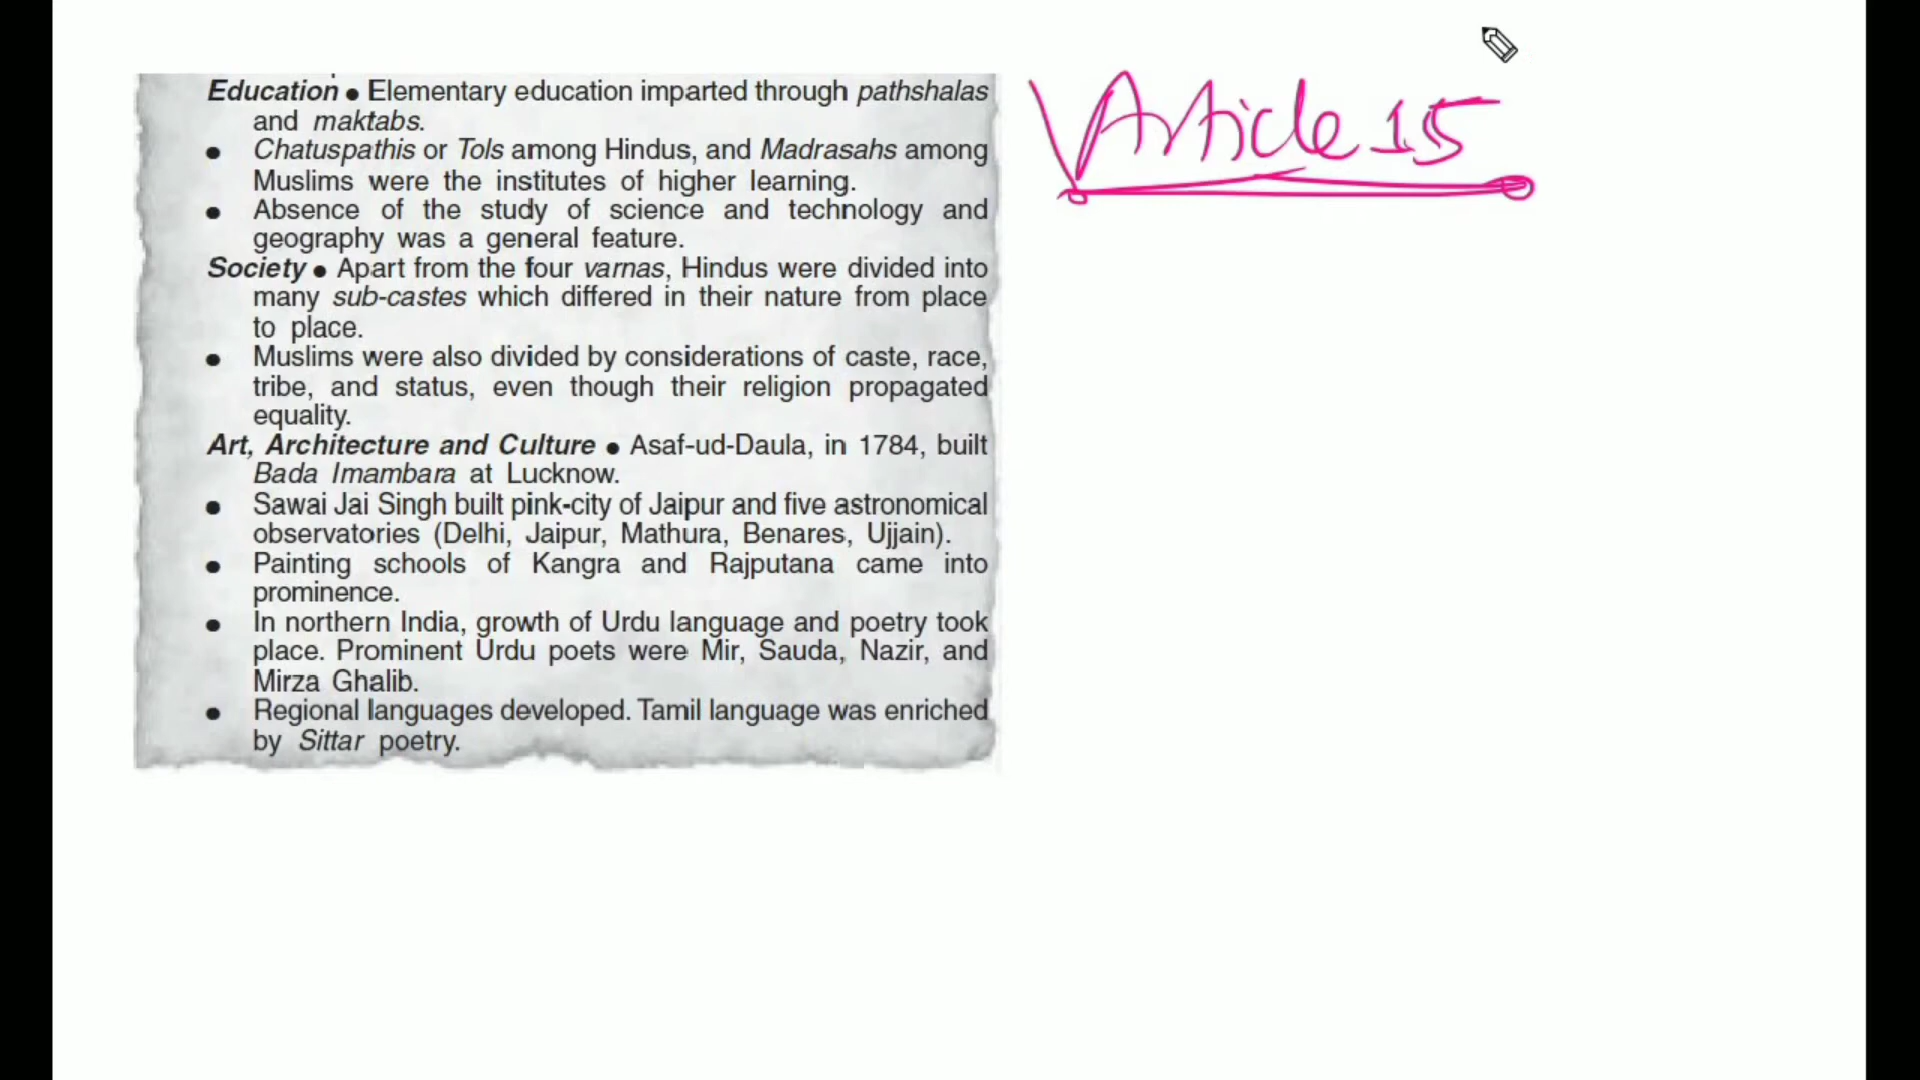 Education ● Elementary education imparted through pathshalas
and maktabs.
● Chatuspathis or Tols among Hindus, and Madrasahs among
Muslims were the institutes of higher learning.
● Absence of the study of science and technology and
geography was a general feature.
Society ● Apart from the four varnas, Hindus were divided into
many sub-castes which differed in their nature from place
to place.
● Muslims were also divided by considerations of caste, race,
tribe, and status, even though their religion propagated
equality.
Art, Architecture and Culture ● Asaf-ud-Daula, in 1784, built
Bada Imambara at Lucknow.
● Sawai Jai Singh built pink-city of Jaipur and five astronomical
observatories (Delhi, Jaipur, Mathura, Benares, Ujjain).
● Painting schools of Kangra and Rajputana came into
prominence.
● In northern India, growth of Urdu language and poetry took
place. Prominent Urdu poets were Mir, Sauda, Nazir, and
Mirza Ghalib.
● Regional languages developed. Tamil language was enriched
by Sittar poetry.
Article 15